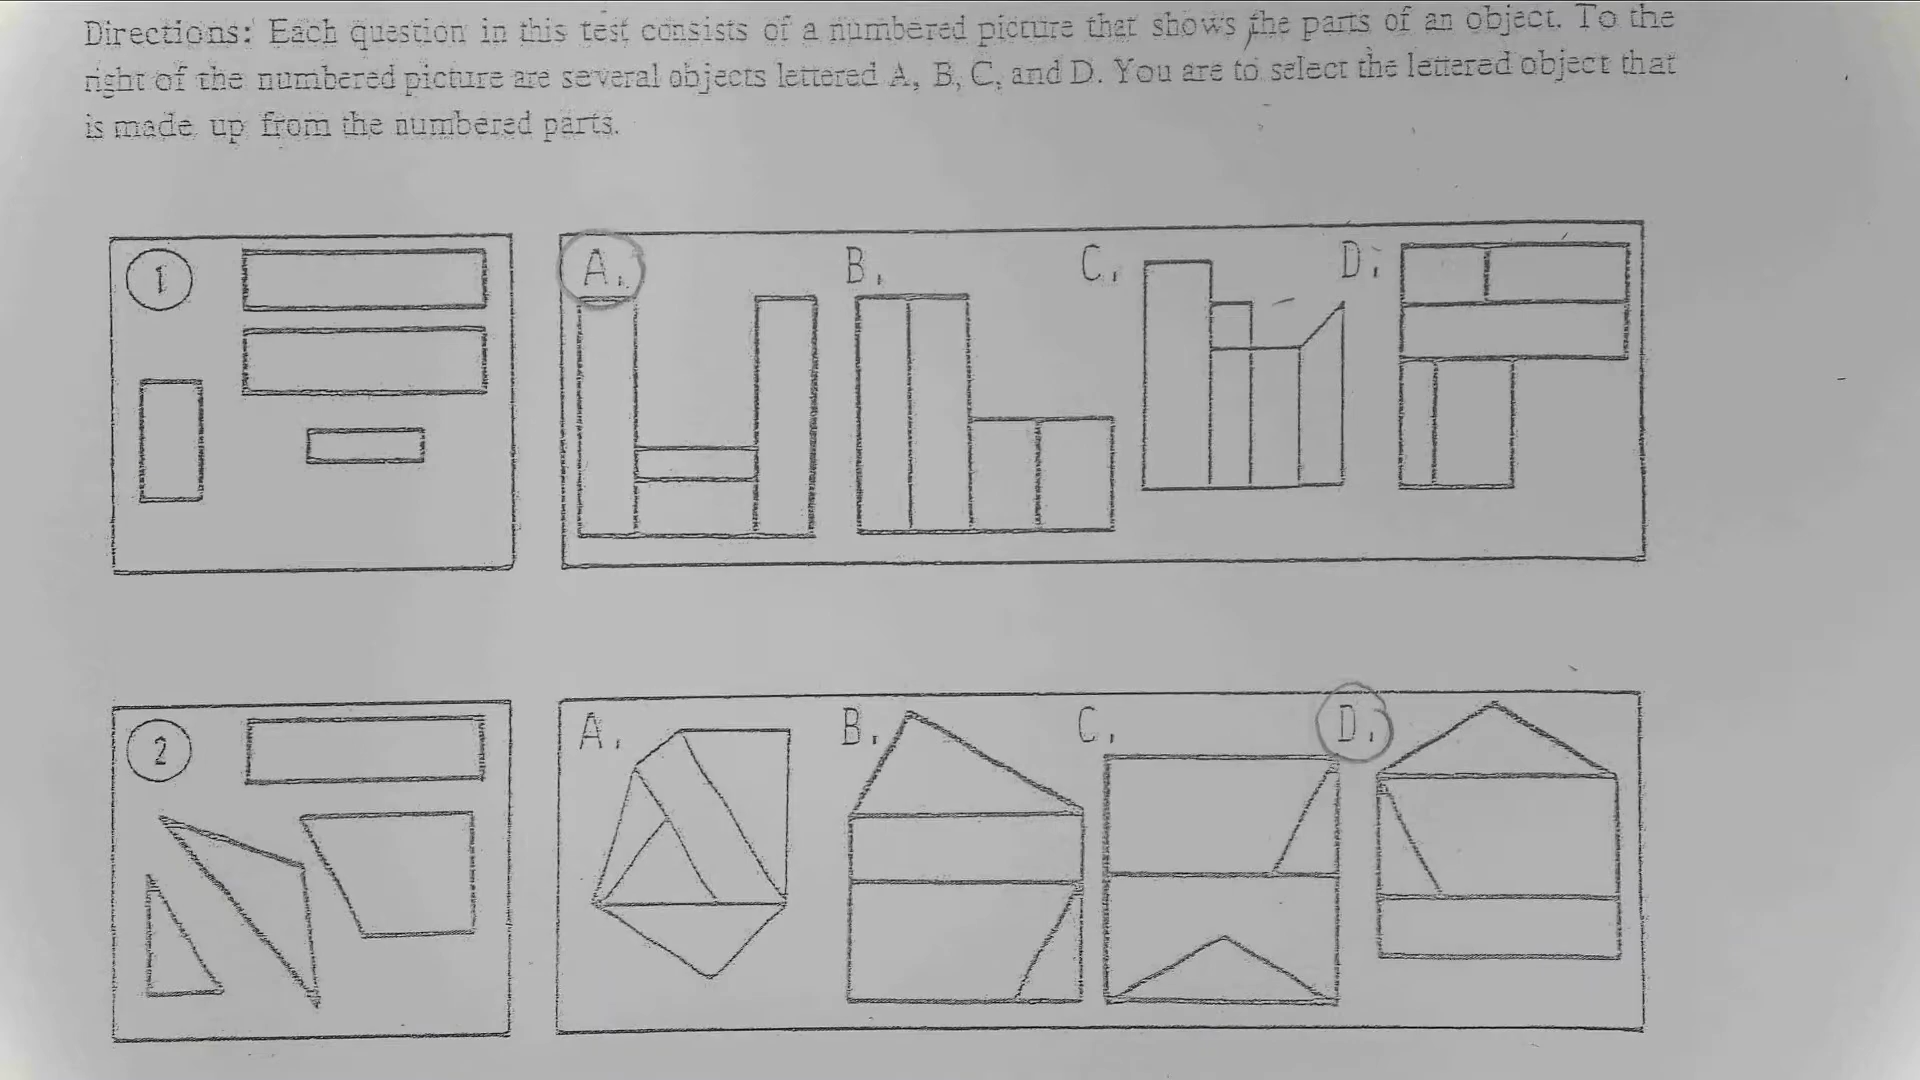 Directions: Each question in this test consists of a numbered picture that shows the parts of an object. To the
right of the numbered picture are several objects lettered A, B, C, and D. You are to select the lettered object that
is made up from the numbered parts.
1 A. B. C. D.
2 A. B. C. D.